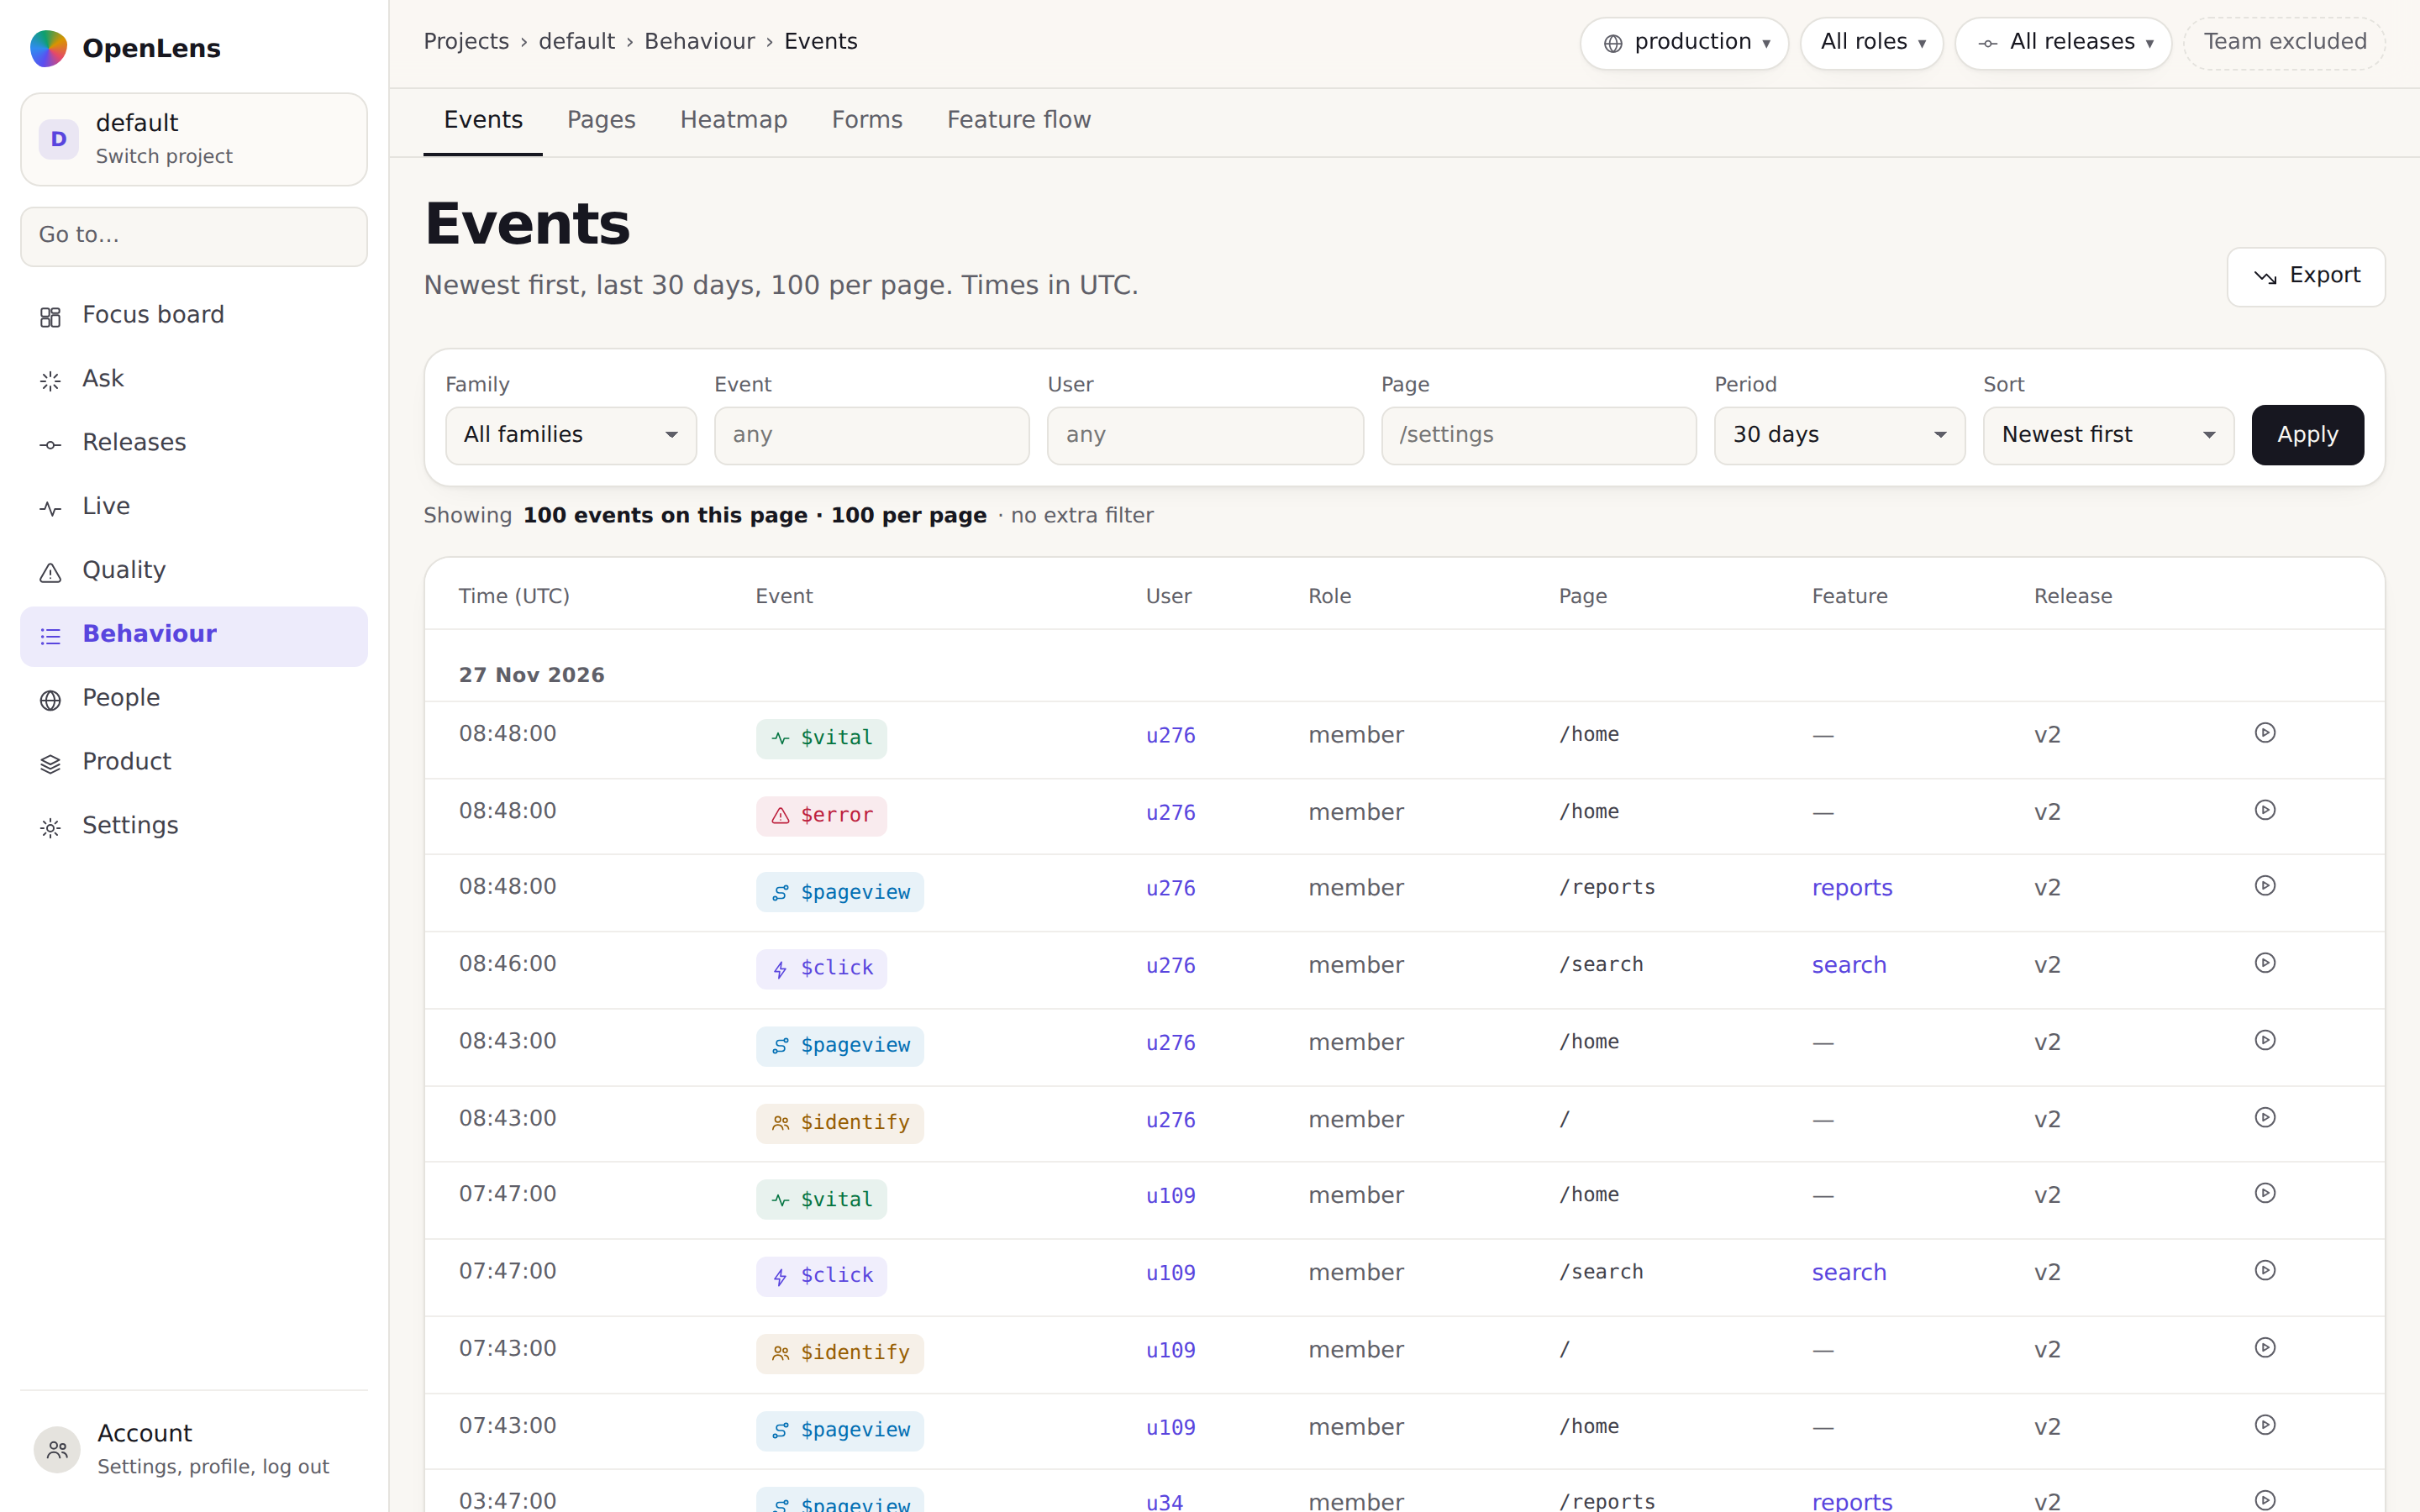 OpenLens
D
default
Switch project
Go to…
Focus board
Ask
Releases
Live
Quality
Behaviour
People
Product
Settings
Account
Settings, profile, log out
Projects › default › Behaviour › Events
production ▾ All roles ▾ All releases ▾ Team excluded
Events Pages Heatmap Forms Feature flow
Events
Newest first, last 30 days, 100 per page. Times in UTC.
Export
Family Event User Page Period Sort
All families any any /settings 30 days Newest first Apply
Showing 100 events on this page · 100 per page · no extra filter
Time (UTC) Event User Role Page Feature Release
27 Nov 2026
08:48:00 $vital u276 member /home — v2
08:48:00 $error u276 member /home — v2
08:48:00 $pageview u276 member /reports reports v2
08:46:00 $click u276 member /search search v2
08:43:00 $pageview u276 member /home — v2
08:43:00 $identify u276 member / — v2
07:47:00 $vital u109 member /home — v2
07:47:00 $click u109 member /search search v2
07:43:00 $identify u109 member / — v2
07:43:00 $pageview u109 member /home — v2
03:47:00 $pageview u34 member /reports reports v2